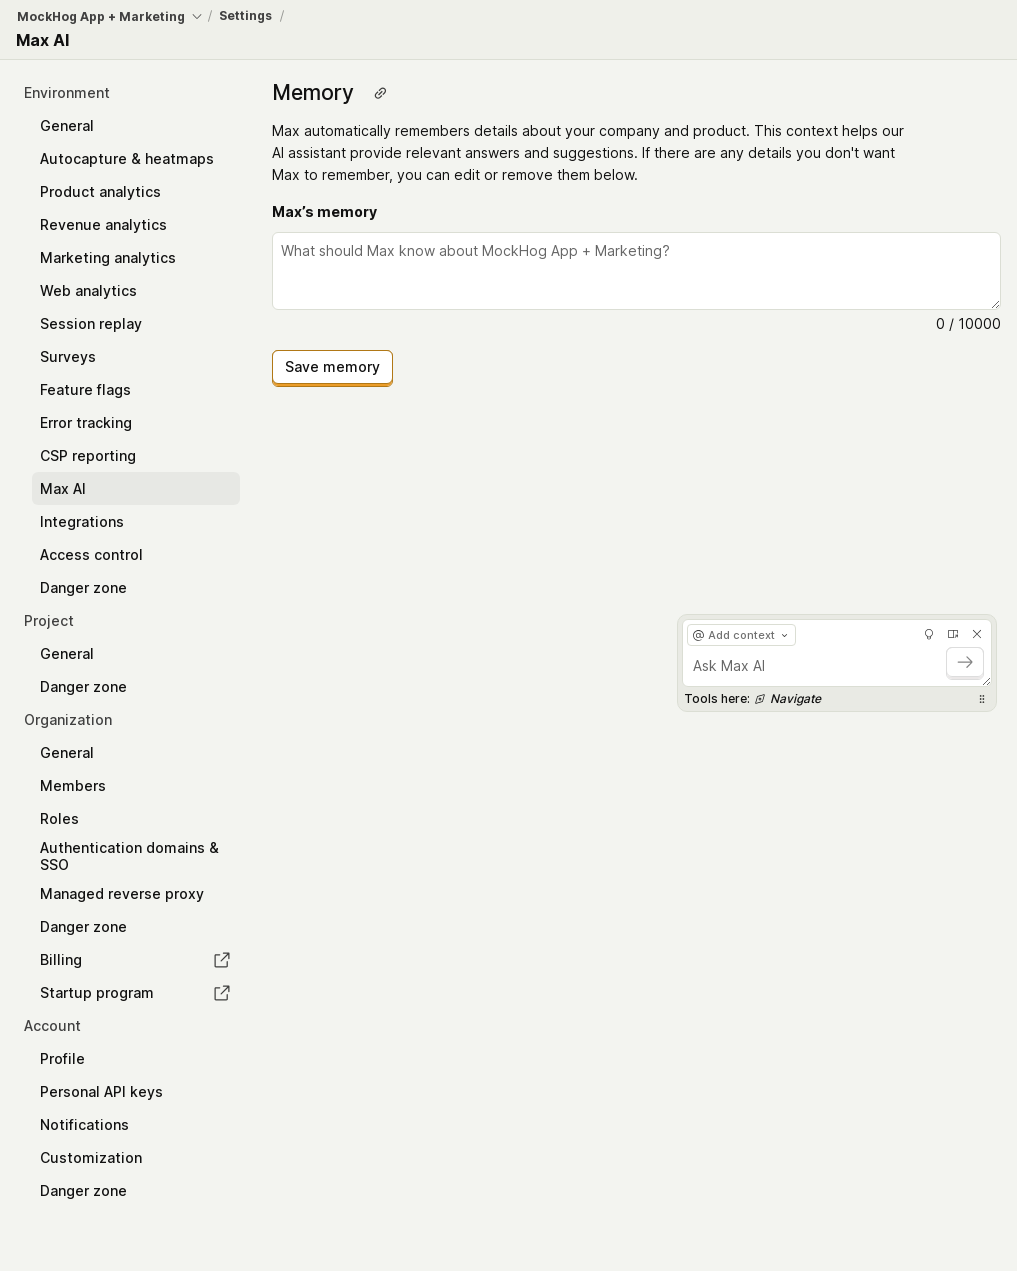 MockHog App + Marketing / Settings /
Max AI
Environment
General
Autocapture & heatmaps
Product analytics
Revenue analytics
Marketing analytics
Web analytics
Session replay
Surveys
Feature flags
Error tracking
CSP reporting
Max AI
Integrations
Access control
Danger zone
Project
General
Danger zone
Organization
General
Members
Roles
Authentication domains &
SSO
Managed reverse proxy
Danger zone
Billing
Startup program
Account
Profile
Personal API keys
Notifications
Customization
Danger zone
Memory
Max automatically remembers details about your company and product. This context helps our
AI assistant provide relevant answers and suggestions. If there are any details you don't want
Max to remember, you can edit or remove them below.
Max’s memory
What should Max know about MockHog App + Marketing?
0 / 10000
Save memory
@ Add context
Ask Max AI
Tools here: Navigate